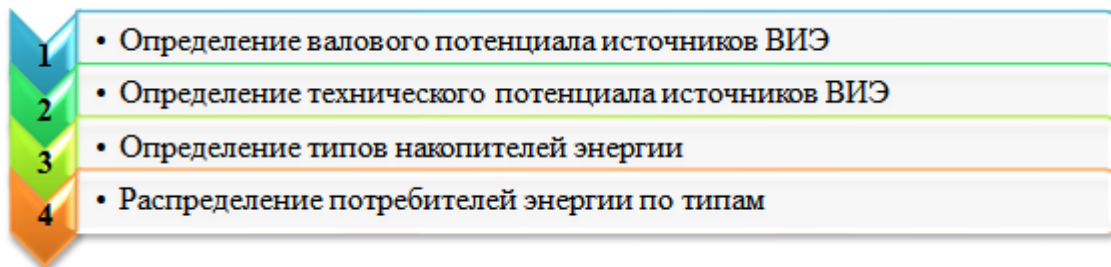 1 • Определение валового потенциала источников ВИЭ
2 • Определение технического потенциала источников ВИЭ
3 • Определение типов накопителей энергии
4 • Распределение потребителей энергии по типам